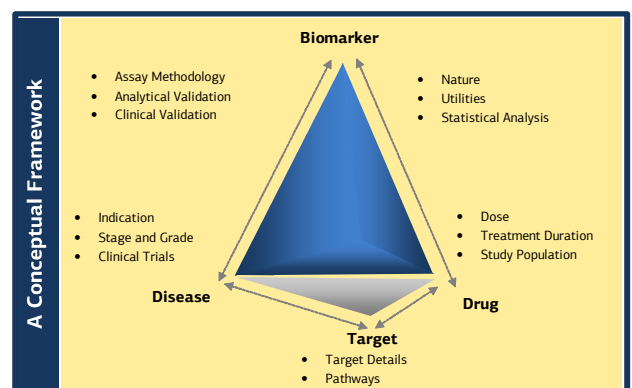 A Conceptual Framework
Biomarker
• Assay Methodology
• Analytical Validation
• Clinical Validation
• Nature
• Utilities
• Statistical Analysis
• Indication
• Stage and Grade
• Clinical Trials
• Dose
• Treatment Duration
• Study Population
Disease
Drug
Target
• Target Details
• Pathways